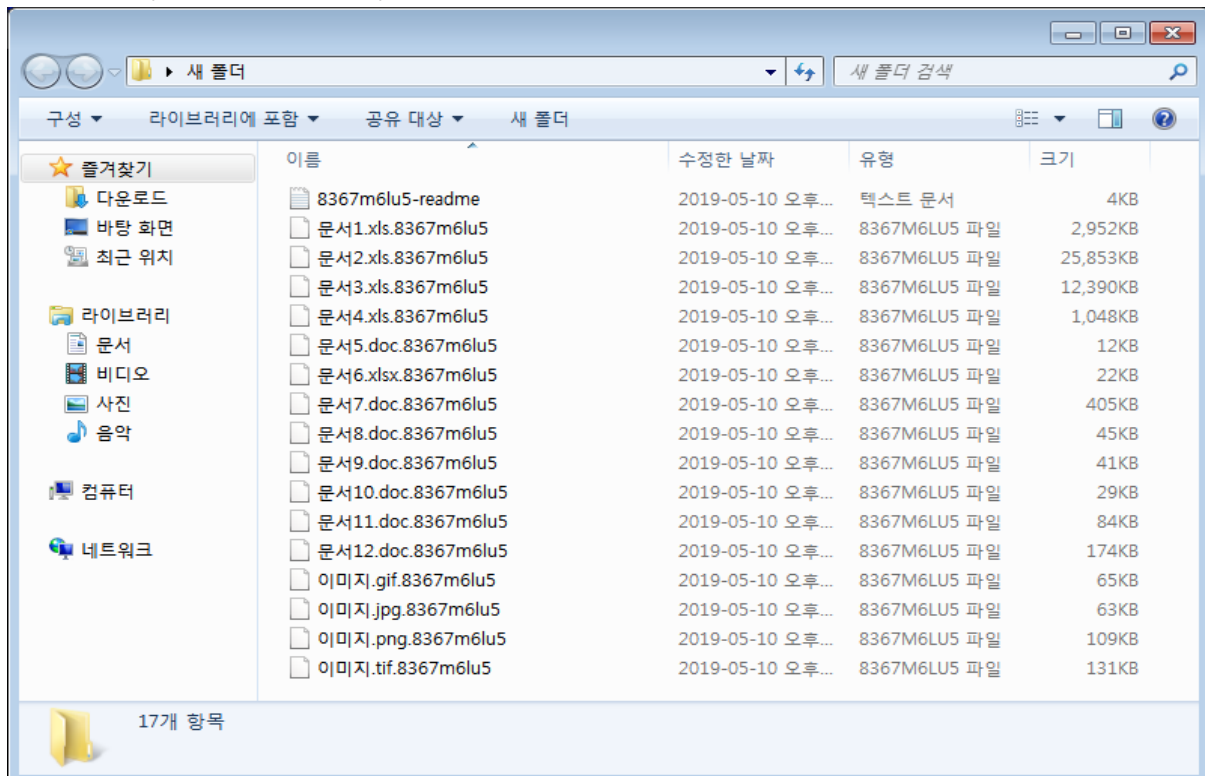 새 폴더
새 폴더 검색
구성 라이브러리에 포함 공유 대상 새 폴더
즐겨찾기
다운로드
바탕 화면
최근 위치
라이브러리
문서
비디오
사진
음악
컴퓨터
네트워크
이름 수정한 날짜 유형 크기
8367m6lu5-readme 2019-05-10 오후... 텍스트 문서 4KB
문서1.xls.8367m6lu5 2019-05-10 오후... 8367M6LU5 파일 2,952KB
문서2.xls.8367m6lu5 2019-05-10 오후... 8367M6LU5 파일 25,853KB
문서3.xls.8367m6lu5 2019-05-10 오후... 8367M6LU5 파일 12,390KB
문서4.xls.8367m6lu5 2019-05-10 오후... 8367M6LU5 파일 1,048KB
문서5.doc.8367m6lu5 2019-05-10 오후... 8367M6LU5 파일 12KB
문서6.xlsx.8367m6lu5 2019-05-10 오후... 8367M6LU5 파일 22KB
문서7.doc.8367m6lu5 2019-05-10 오후... 8367M6LU5 파일 405KB
문서8.doc.8367m6lu5 2019-05-10 오후... 8367M6LU5 파일 45KB
문서9.doc.8367m6lu5 2019-05-10 오후... 8367M6LU5 파일 41KB
문서10.doc.8367m6lu5 2019-05-10 오후... 8367M6LU5 파일 29KB
문서11.doc.8367m6lu5 2019-05-10 오후... 8367M6LU5 파일 84KB
문서12.doc.8367m6lu5 2019-05-10 오후... 8367M6LU5 파일 174KB
이미지.gif.8367m6lu5 2019-05-10 오후... 8367M6LU5 파일 65KB
이미지.jpg.8367m6lu5 2019-05-10 오후... 8367M6LU5 파일 63KB
이미지.png.8367m6lu5 2019-05-10 오후... 8367M6LU5 파일 109KB
이미지.tif.8367m6lu5 2019-05-10 오후... 8367M6LU5 파일 131KB
17개 항목